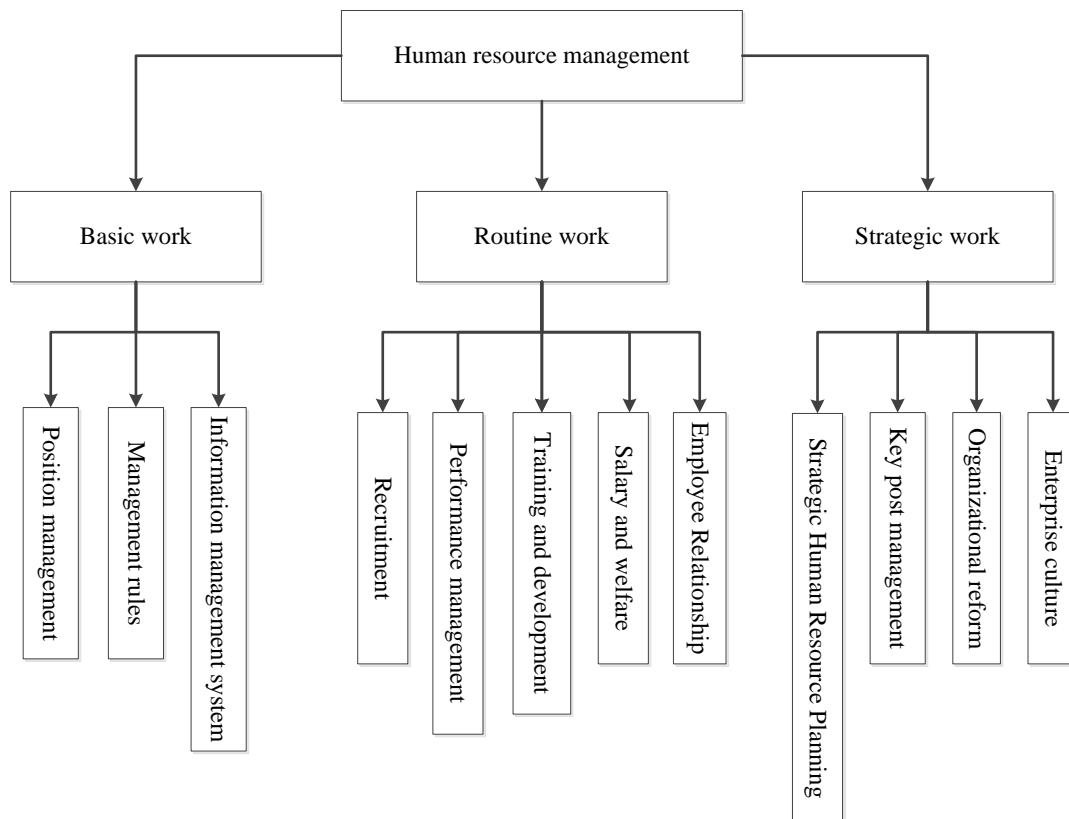 Human resource management
Basic work
Routine work
Strategic work
Position management
Management rules
Information management system
Recruitment
Performance management
Training and development
Salary and welfare
Employee Relationship
Strategic Human Resource Planning
Key post management
Organizational reform
Enterprise culture